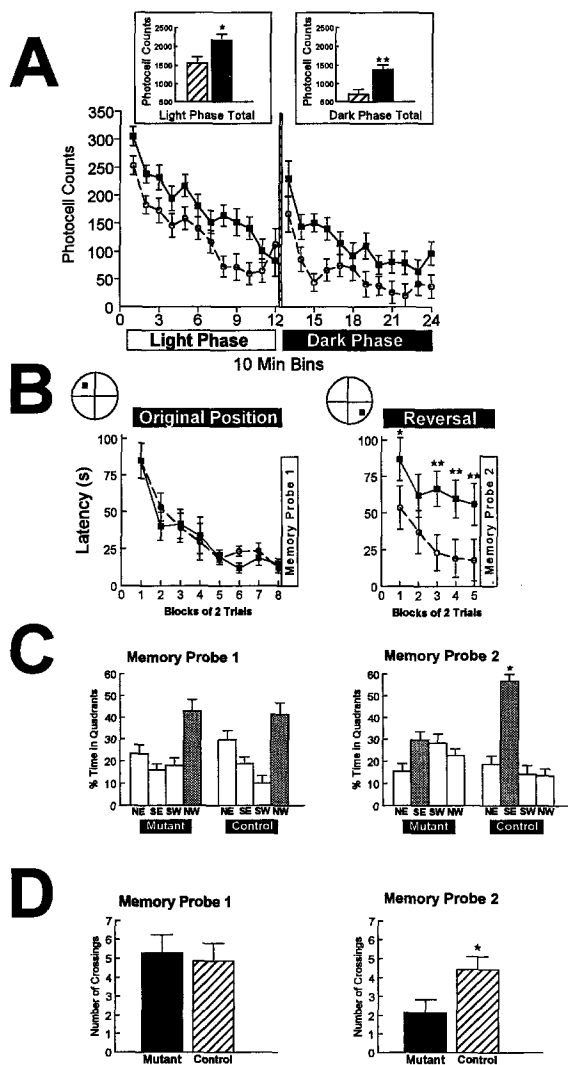 A
Photocell Counts
2500
2000
1500
1000
500
*
Light Phase Total
Photocell Counts
2500
2000
1500
1000
500
**
Dark Phase Total
Photocell Counts
350
300
250
200
150
100
50
0
0 3 6 9 12 15 18 21 24
Light Phase Dark Phase
10 Min Bins
B
Original Position
Latency (s)
100
75
50
25
0
0 1 2 3 4 5 6 7 8
Blocks of 2 Trials
Memory Probe 1
Reversal
100
75
50
25
0
* ** ** **
0 1 2 3 4 5
Blocks of 2 Trials
Memory Probe 2
C
Memory Probe 1
% Time in Quadrants
60
50
40
30
20
10
0
NE SE SW NW NE SE SW NW
Mutant Control
Memory Probe 2
% Time in Quadrants
60
50
40
30
20
10
0
*
NE SE SW NW NE SE SW NW
Mutant Control
D
Memory Probe 1
Number of Crossings
7
6
5
4
3
2
1
0
Mutant Control
Memory Probe 2
Number of Crossings
7
6
5
4
3
2
1
0
*
Mutant Control